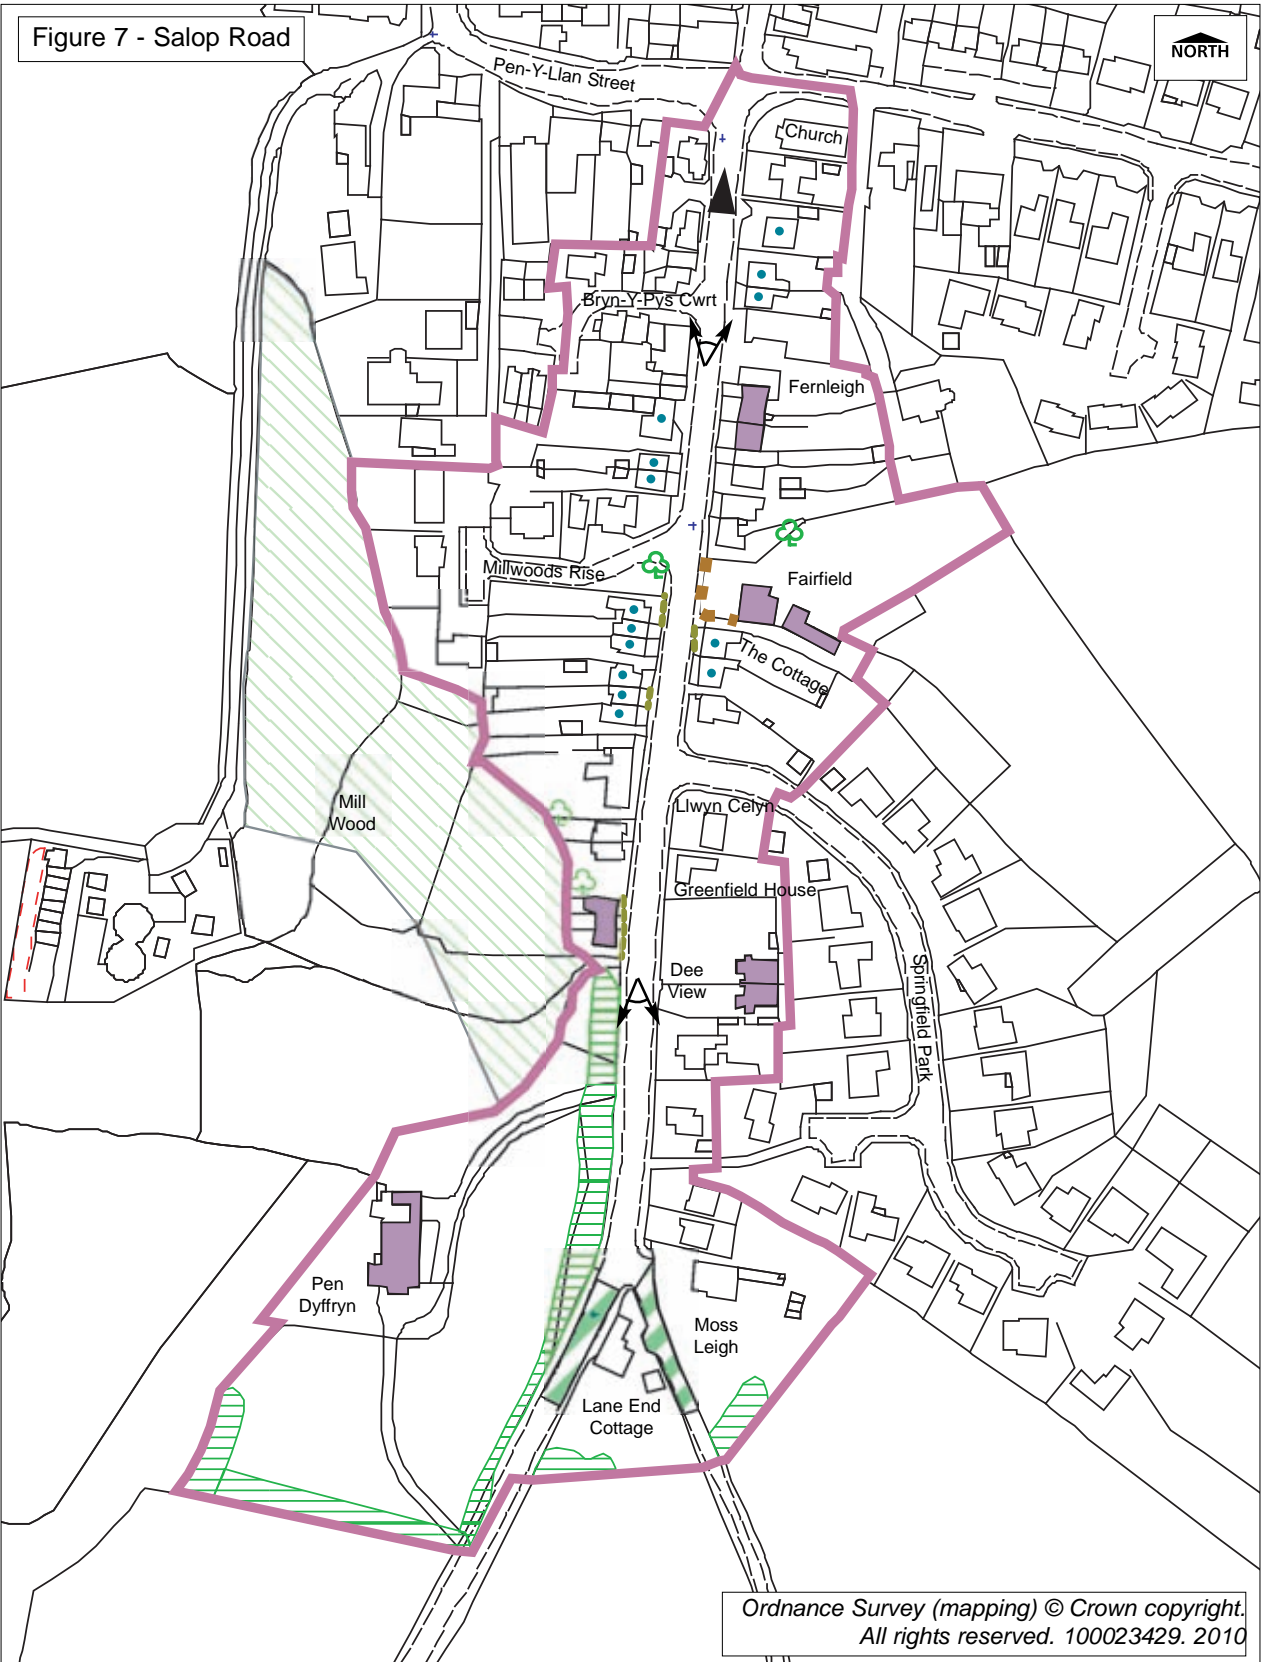 Figure 7 - Salop Road
NORTH
Pen-Y-Llan Street
Church
Bryn-Y-Pys Cwrt
Fernleigh
Millwoods Rise
Fairfield
The Cottage
Mill
Wood
Llwyn Celyn
Greenfield House
Dee
View
Springfield Park
Pen
Dyffryn
Moss
Leigh
Lane End
Cottage
Ordnance Survey (mapping) © Crown copyright.
All rights reserved. 100023429. 2010